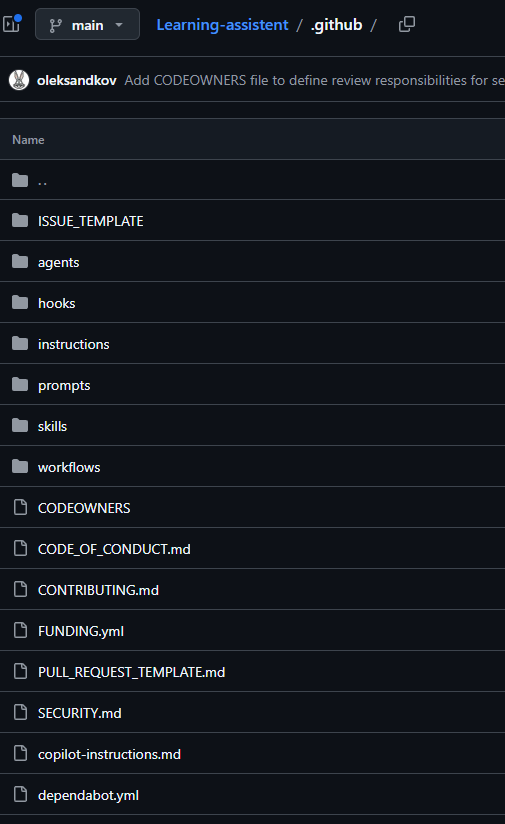 main Learning-assistent / .github /
oleksandkov Add CODEOWNERS file to define review responsibilities for se
Name
..
ISSUE_TEMPLATE
agents
hooks
instructions
prompts
skills
workflows
CODEOWNERS
CODE_OF_CONDUCT.md
CONTRIBUTING.md
FUNDING.yml
PULL_REQUEST_TEMPLATE.md
SECURITY.md
copilot-instructions.md
dependabot.yml